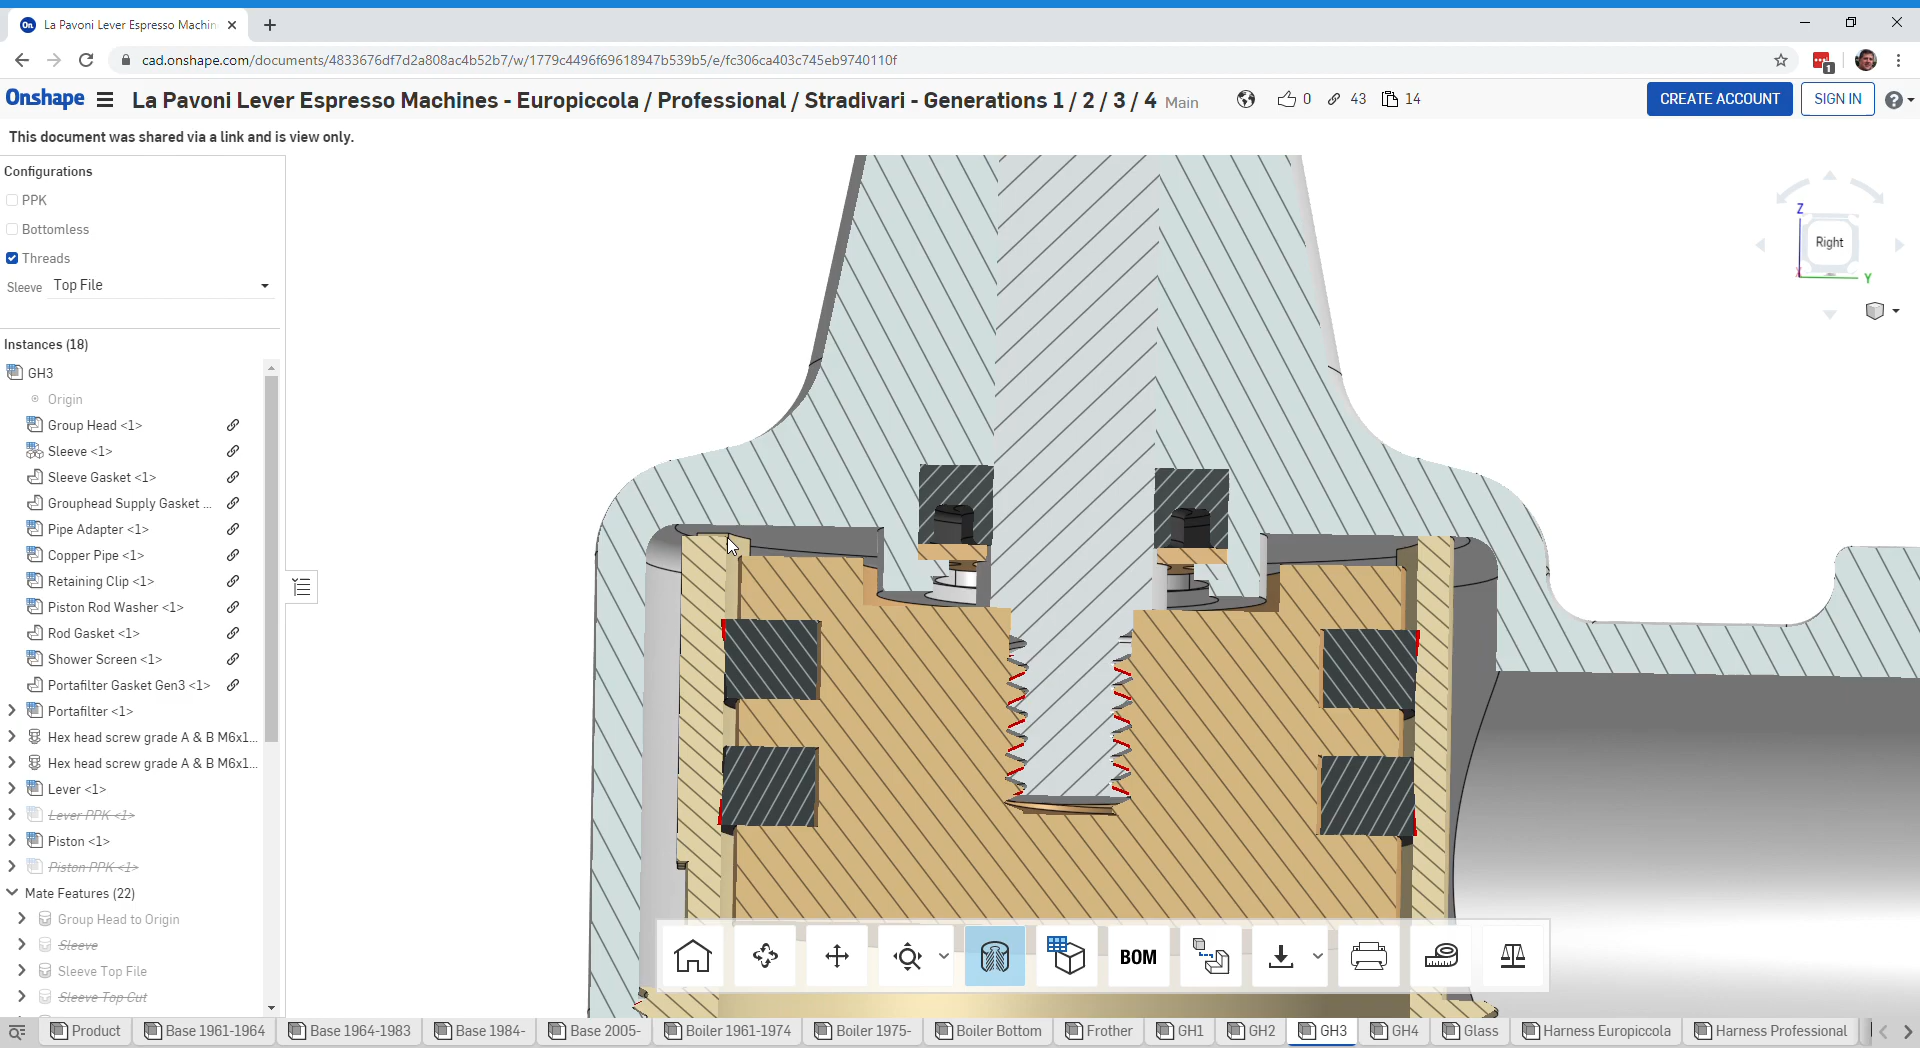 La Pavoni Lever Espresso Machin
cad.onshape.com/documents/4833676df7d2a808ac4b52b7/w/1779c4496f69618947b539b5/e/fc306ca403c745eb9740110f
1
Onshape
La Pavoni Lever Espresso Machines - Europiccola / Professional / Stradivari - Generations 1 / 2 / 3 / 4 Main
0
43
14
CREATE ACCOUNT
SIGN IN
This document was shared via a link and is view only.
Configurations
PPK
Bottomless
Threads
Sleeve Top File
Instances (18)
GH3
Origin
Group Head <1>
Sleeve <1>
Sleeve Gasket <1>
Grouphead Supply Gasket ...
Pipe Adapter <1>
Copper Pipe <1>
Retaining Clip <1>
Piston Rod Washer <1>
Rod Gasket <1>
Shower Screen <1>
Portafilter Gasket Gen3 <1>
Portafilter <1>
Hex head screw grade A & B M6x1...
Hex head screw grade A & B M6x1...
Lever <1>
Lever PPK <1>
Piston <1>
Piston PPK <1>
Mate Features (22)
Group Head to Origin
Sleeve
Sleeve Top File
Sleeve Top Cut
Z
Right
X
Y
BOM
Product
Base 1961-1964
Base 1964-1983
Base 1984-
Base 2005-
Boiler 1961-1974
Boiler 1975-
Boiler Bottom
Frother
GH1
GH2
GH3
GH4
Glass
Harness Europiccola
Harness Professional